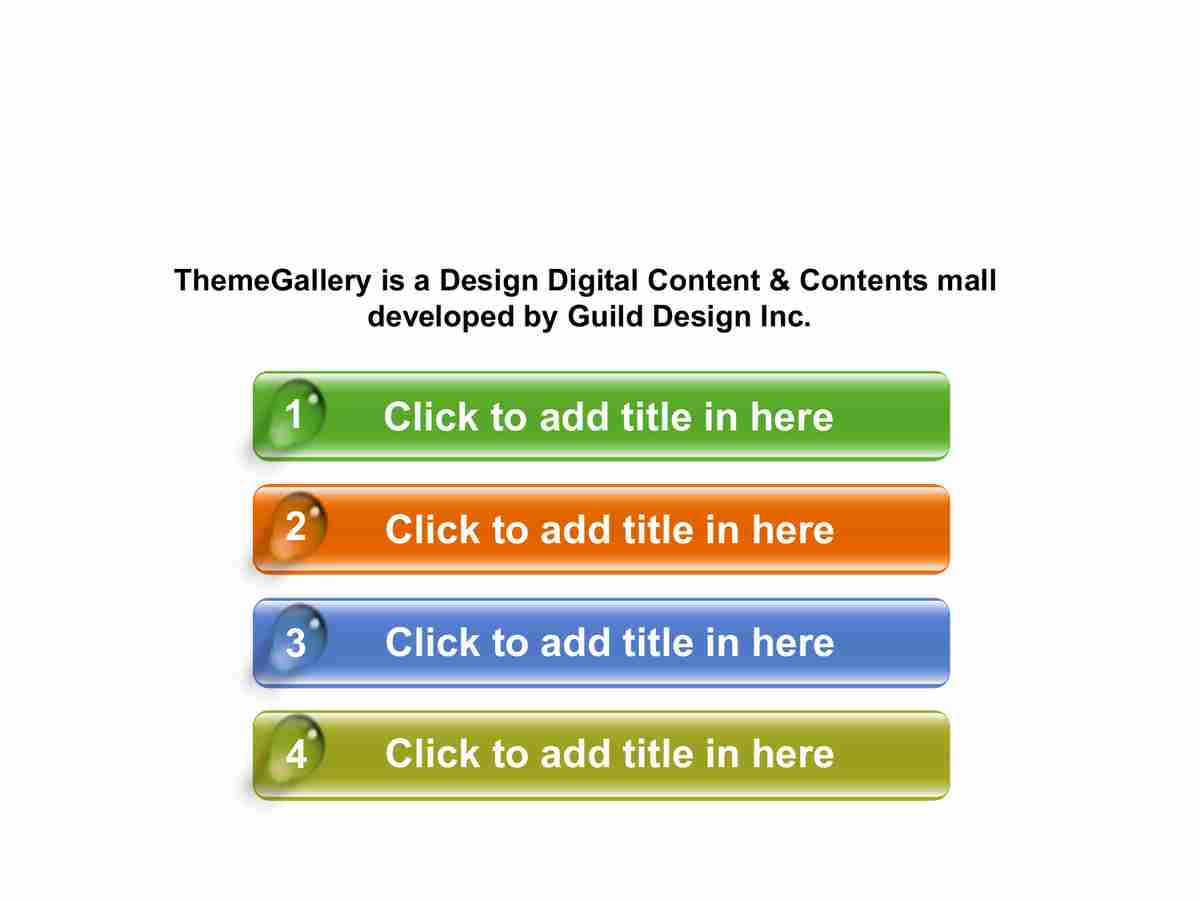 ThemeGallery is a Design Digital Content & Contents mall
developed by Guild Design Inc.
1 Click to add title in here
2 Click to add title in here
3 Click to add title in here
4 Click to add title in here